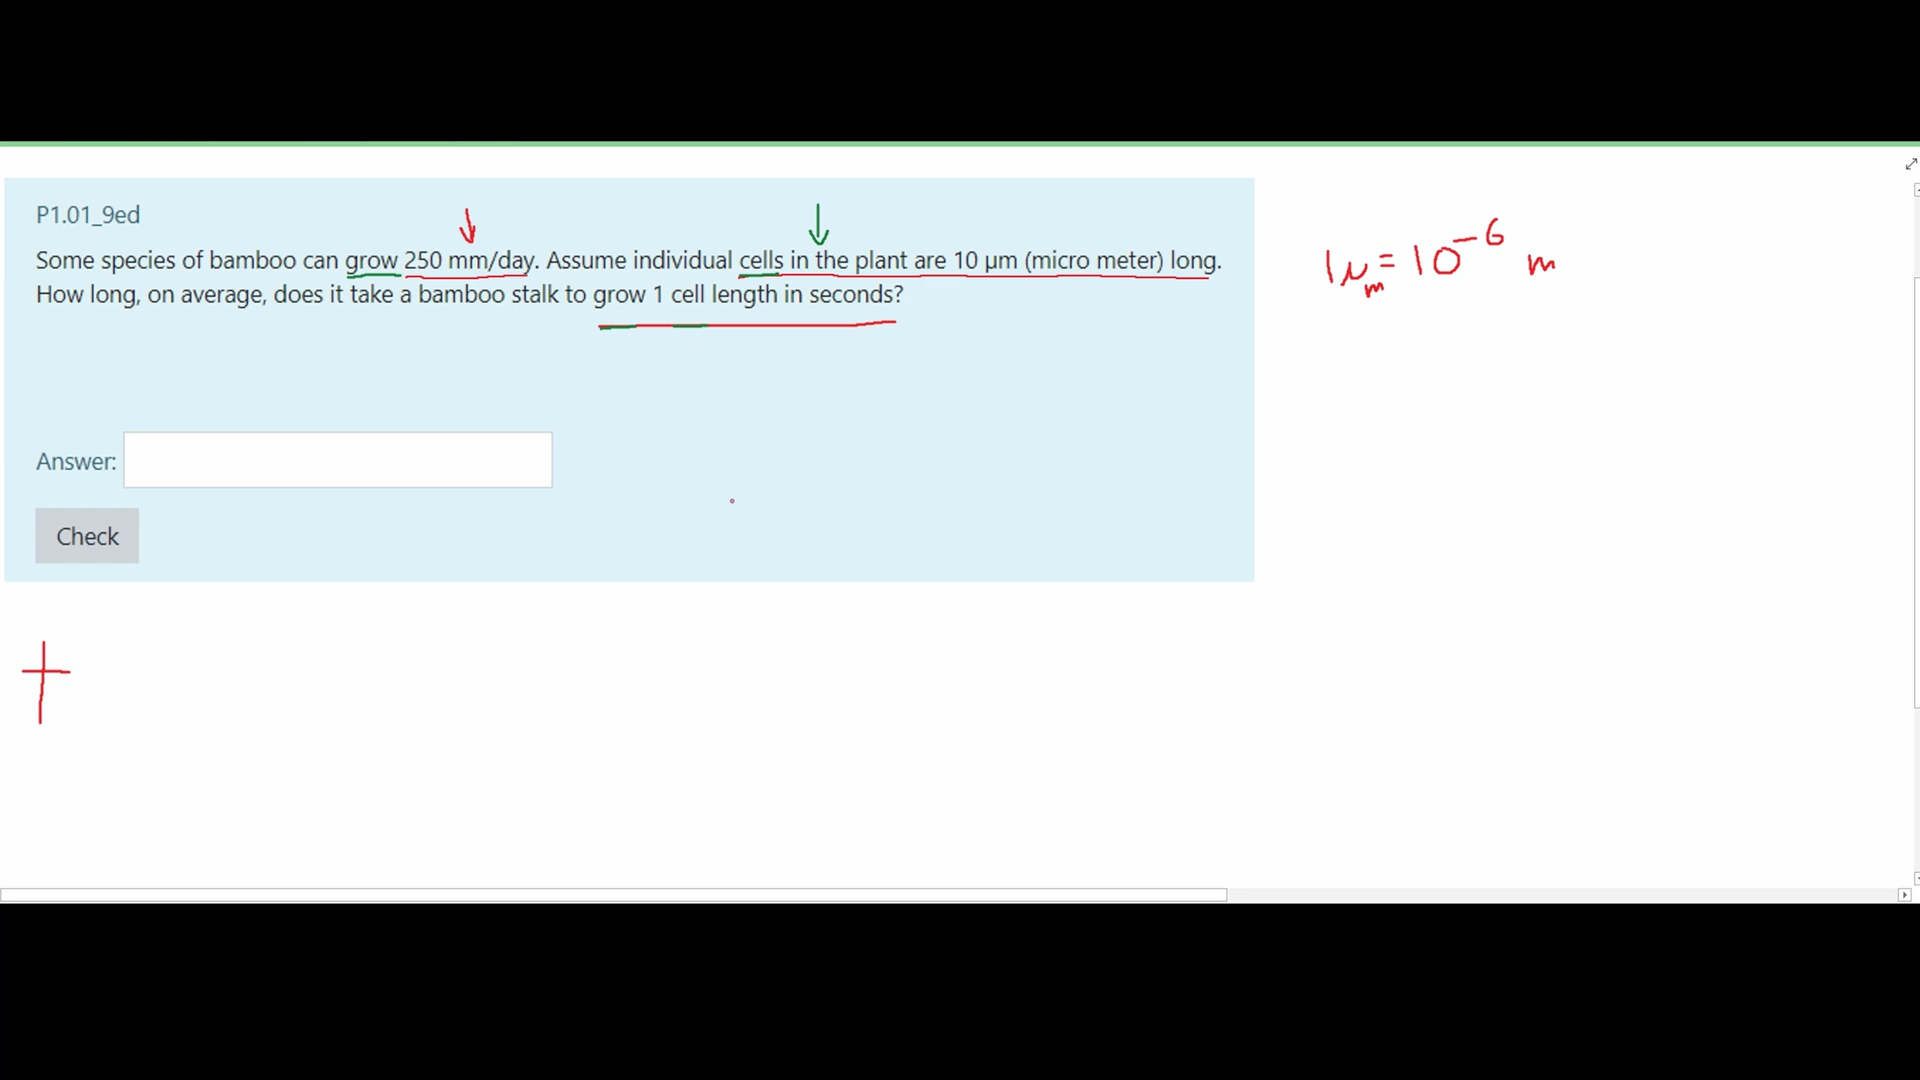 P1.01_9ed
Some species of bamboo can grow 250 mm/day. Assume individual cells in the plant are 10 μm (micro meter) long.
How long, on average, does it take a bamboo stalk to grow 1 cell length in seconds?
Answer:
Check
1μm = 10⁻⁶ m